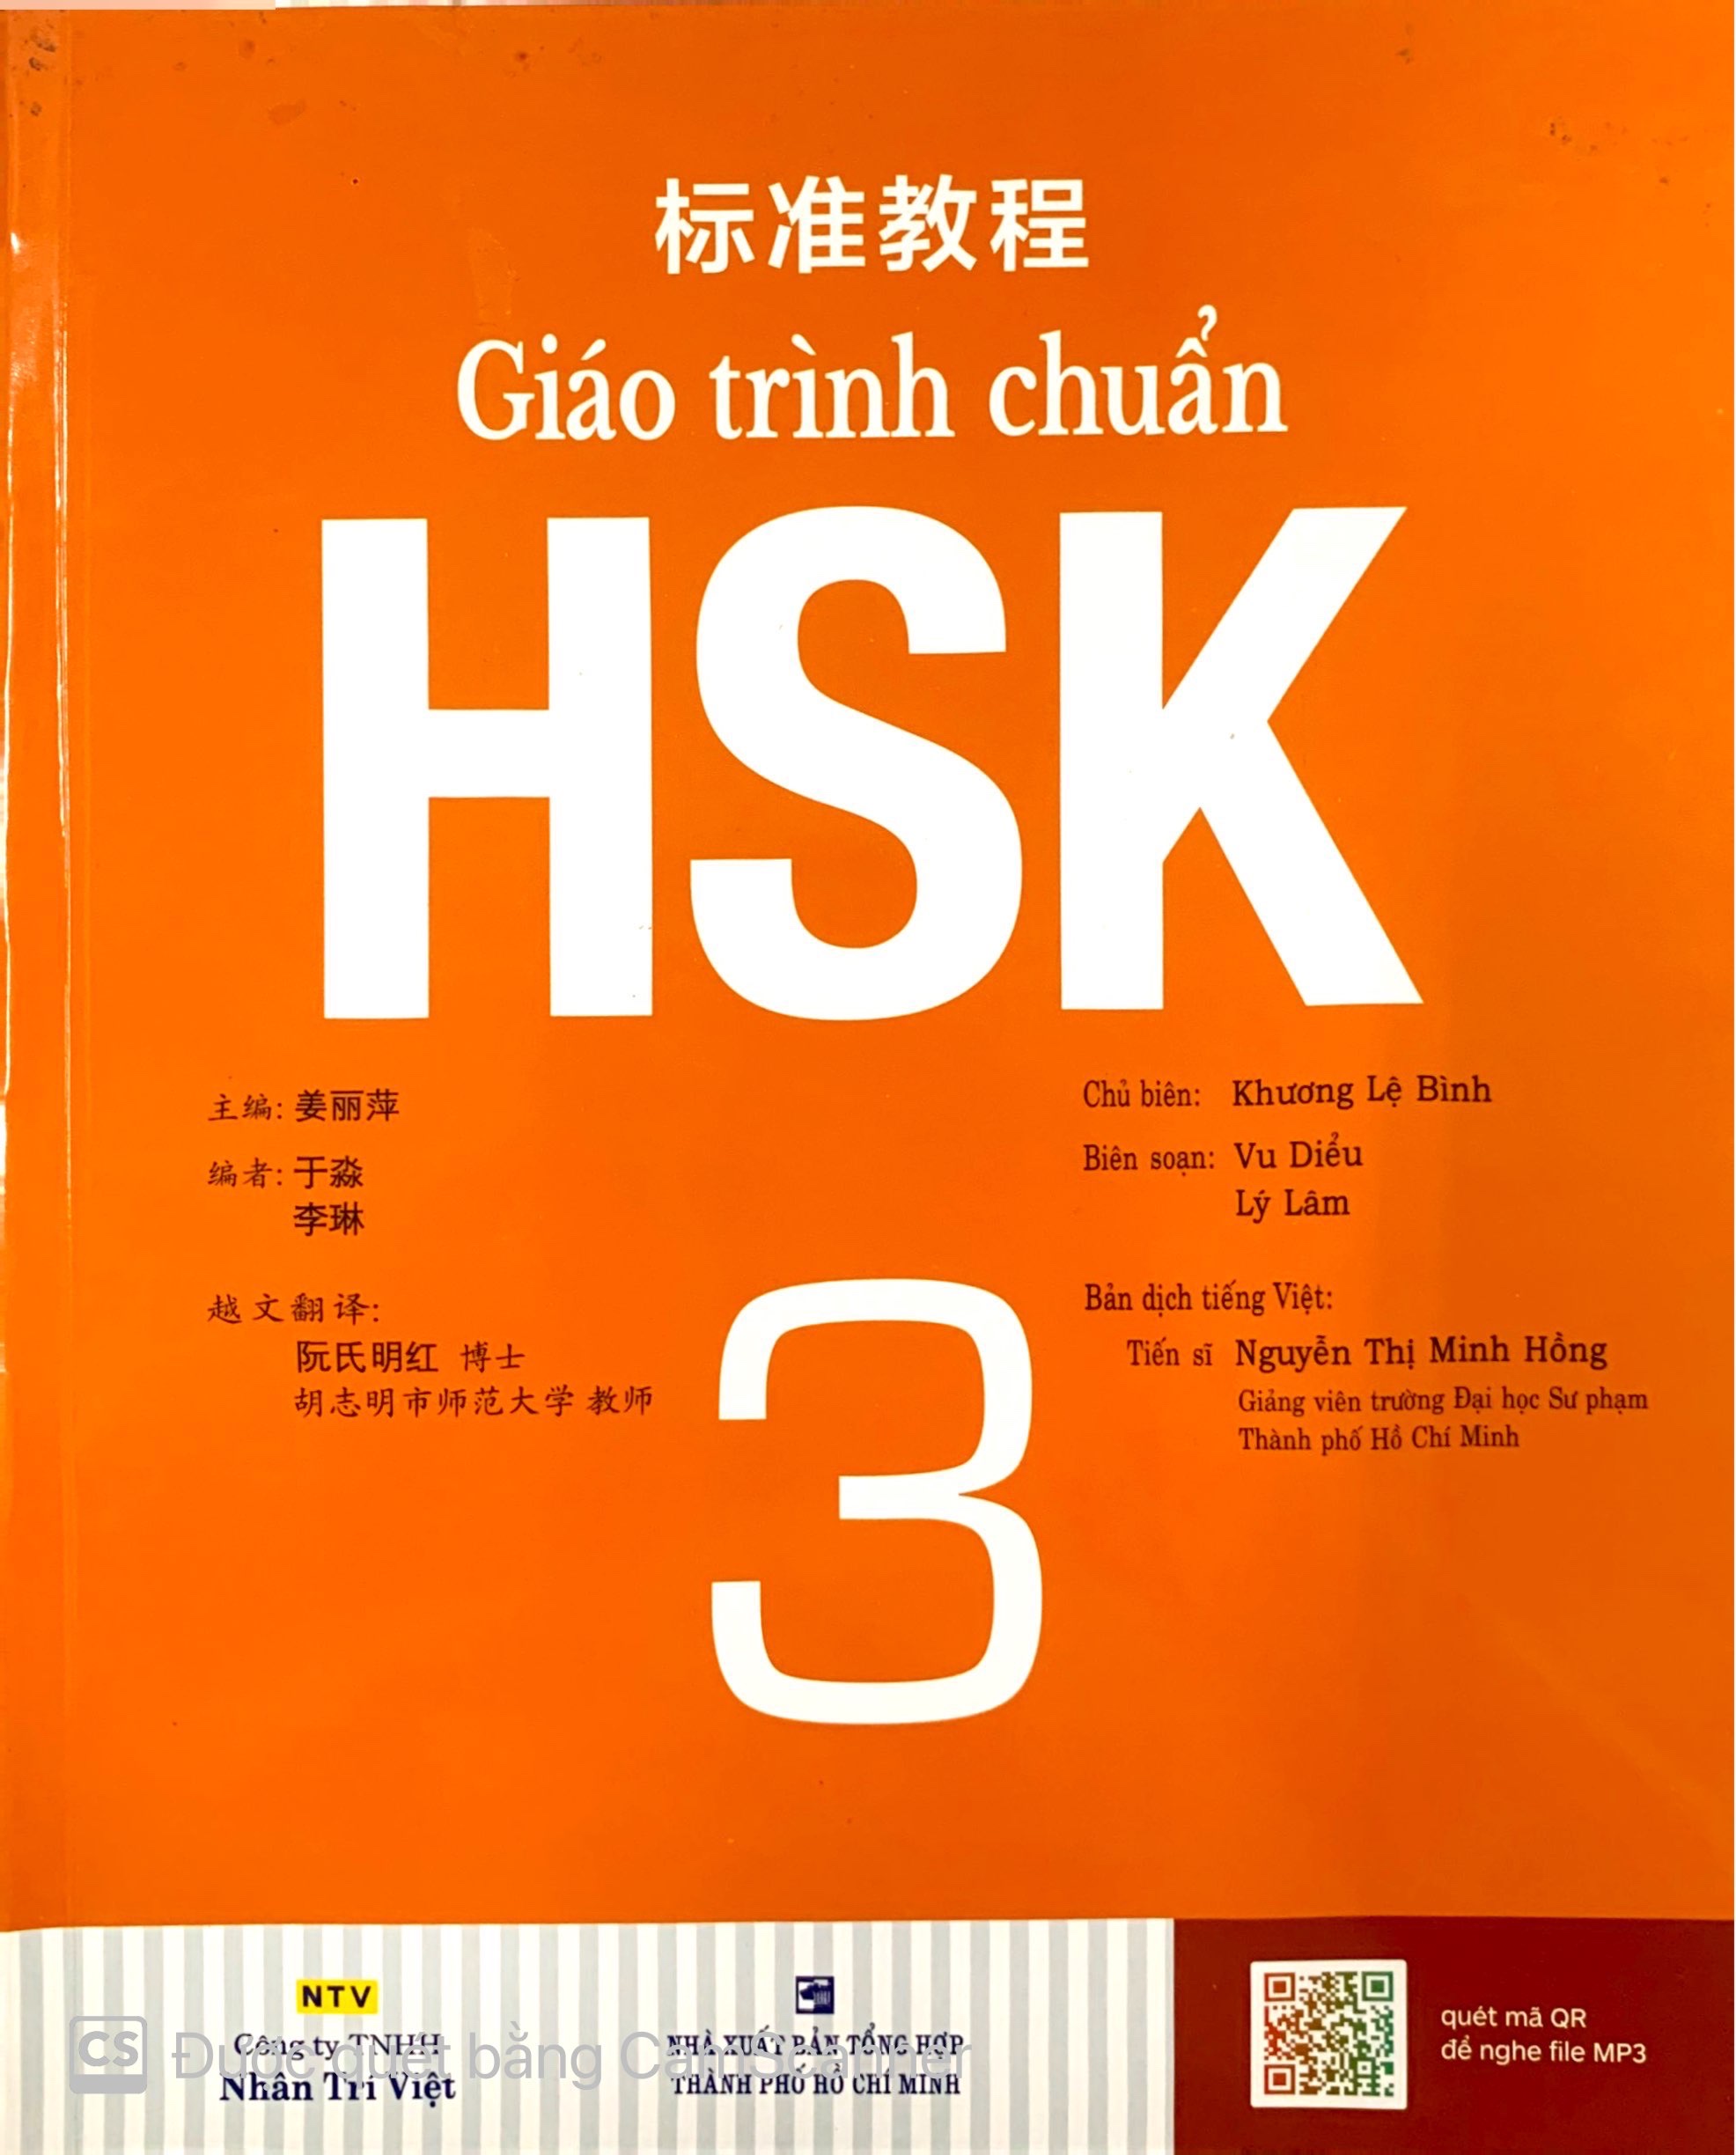 标准教程
Giáo trình chuẩn
HSK
主编: 姜丽萍
编者: 于淼
李琳
越文翻译:
阮氏明红 博士
胡志明市师范大学 教师
Chủ biên: Khương Lệ Bình
Biên soạn: Vu Diểu
Lý Lâm
Bản dịch tiếng Việt:
Tiến sĩ Nguyễn Thị Minh Hồng
Giảng viên trường Đại học Sư phạm
Thành phố Hồ Chí Minh
3
NTV
Công ty TNHH
Nhân Trí Việt
NHÀ XUẤT BẢN TỔNG HỢP
THÀNH PHỐ HỒ CHÍ MINH
quét mã QR
để nghe file MP3
CS Được quét bằng CamScanner